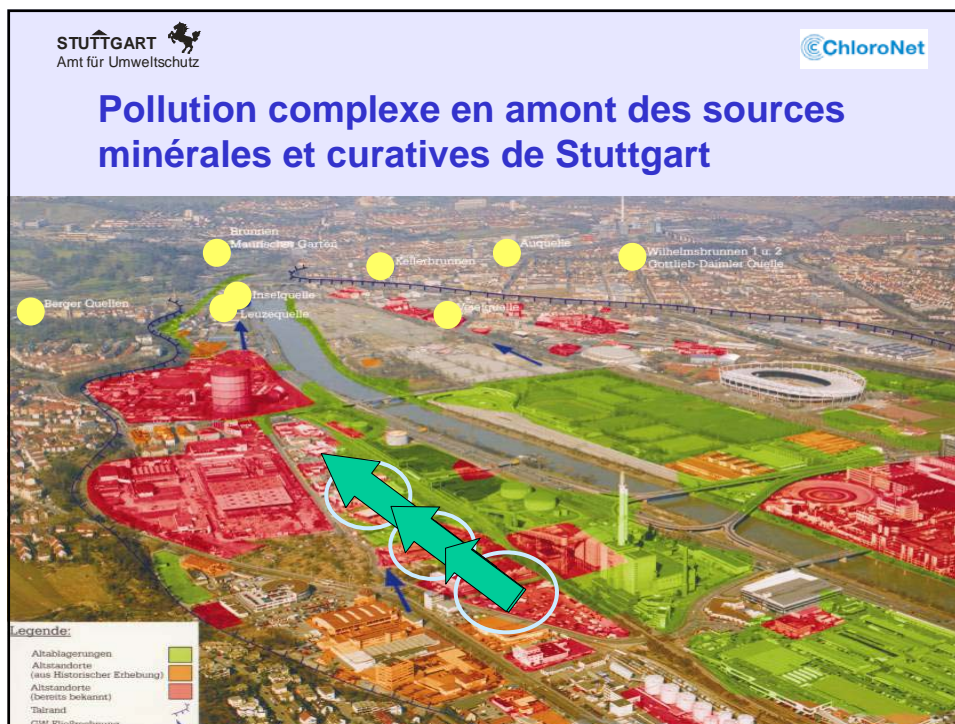 STUTTGART
Amt für Umweltschutz
ChloroNet
Pollution complexe en amont des sources
minérales et curatives de Stuttgart
Brunnen
Maurischer Garten
Kellerbrunnen
Auquelle
Wilhelmsbrunnen 1 u. 2
Gottlieb-Daimler Quelle
Berger Quellen
Inselquelle
Leuzequelle
Veielquelle
Legende:
Altablagerungen
Altstandorte
(aus Historischer Erhebung)
Altstandorte
(bereits bekannt)
Talrand